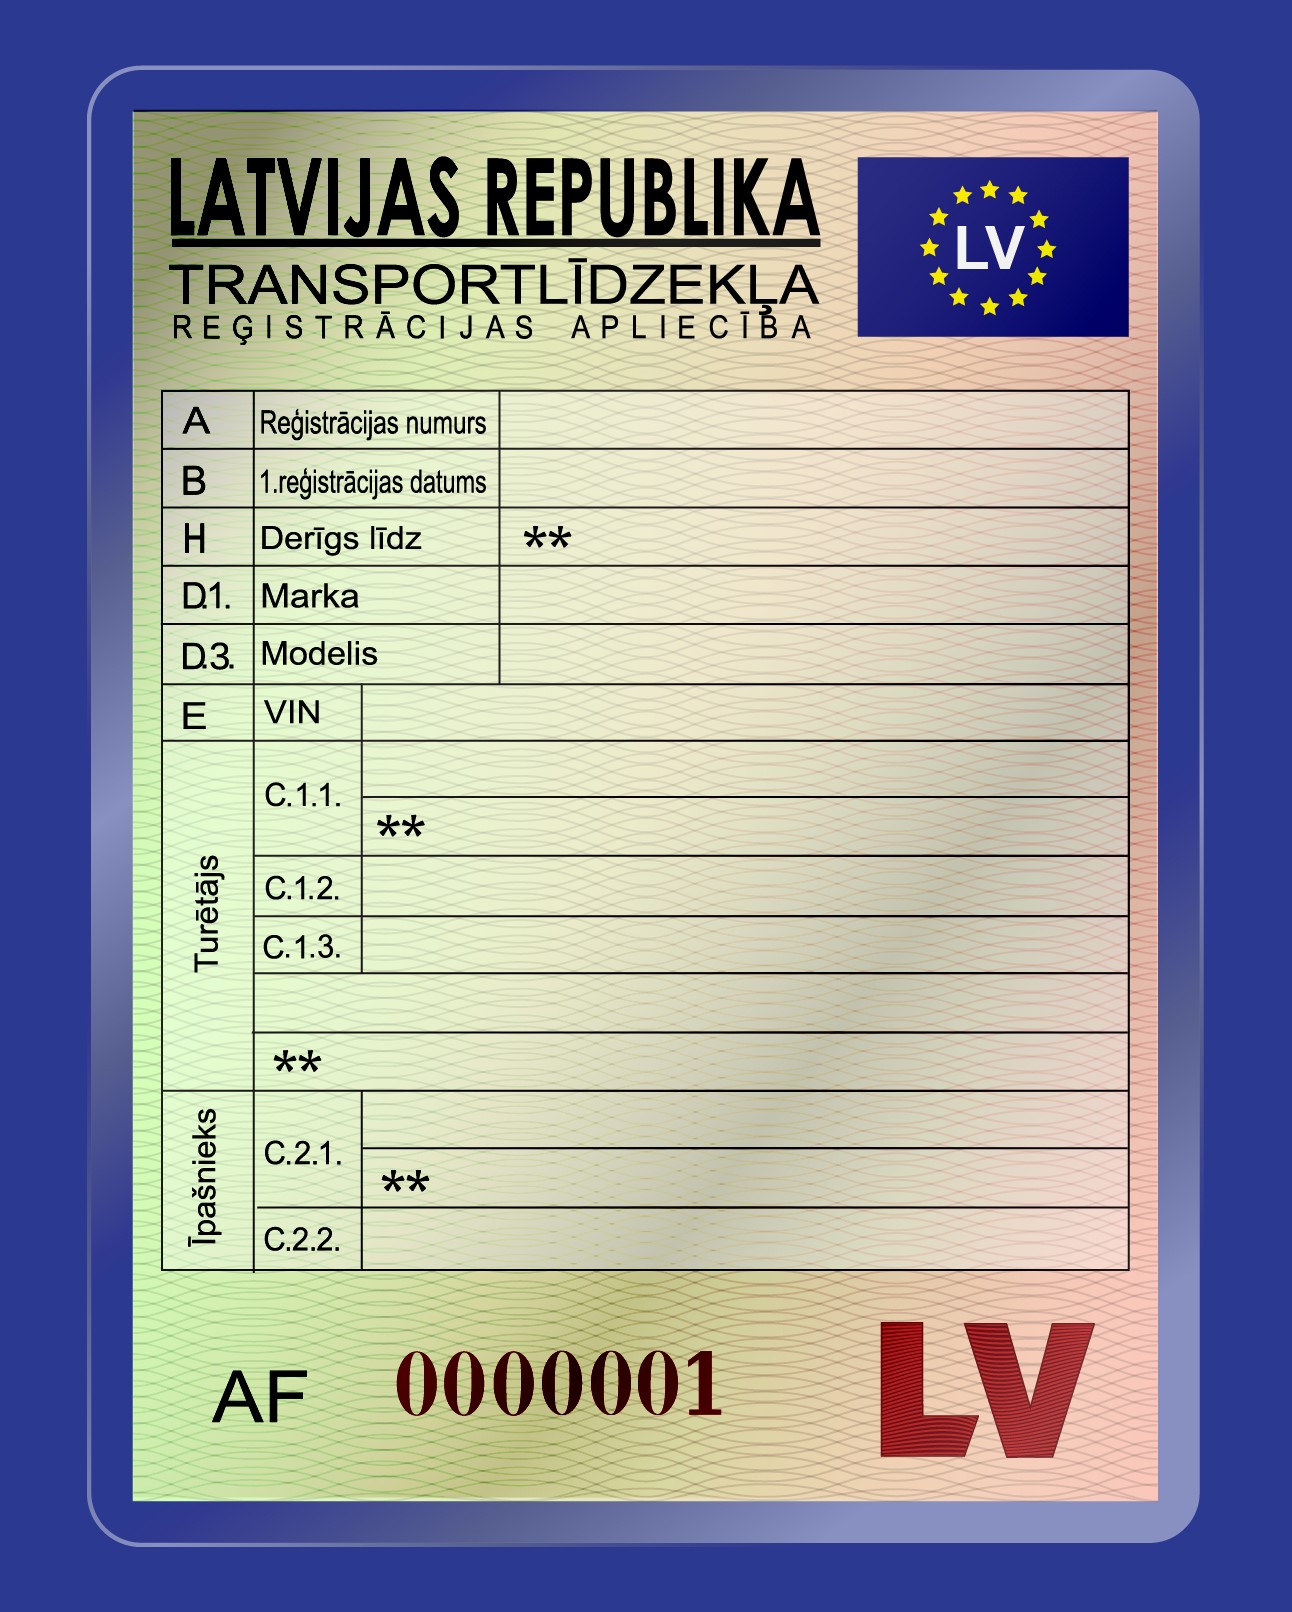 LATVIJAS REPUBLIKA
TRANSPORTLĪDZEKĻA
REĢISTRĀCIJAS APLIECĪBA
LV
A Reģistrācijas numurs
B 1.reģistrācijas datums
H Derīgs līdz **
D.1. Marka
D.3. Modelis
E VIN
Turētājs
C.1.1.
**
C.1.2.
C.1.3.
**
Īpašnieks
C.2.1.
**
C.2.2.
AF 0000001 LV